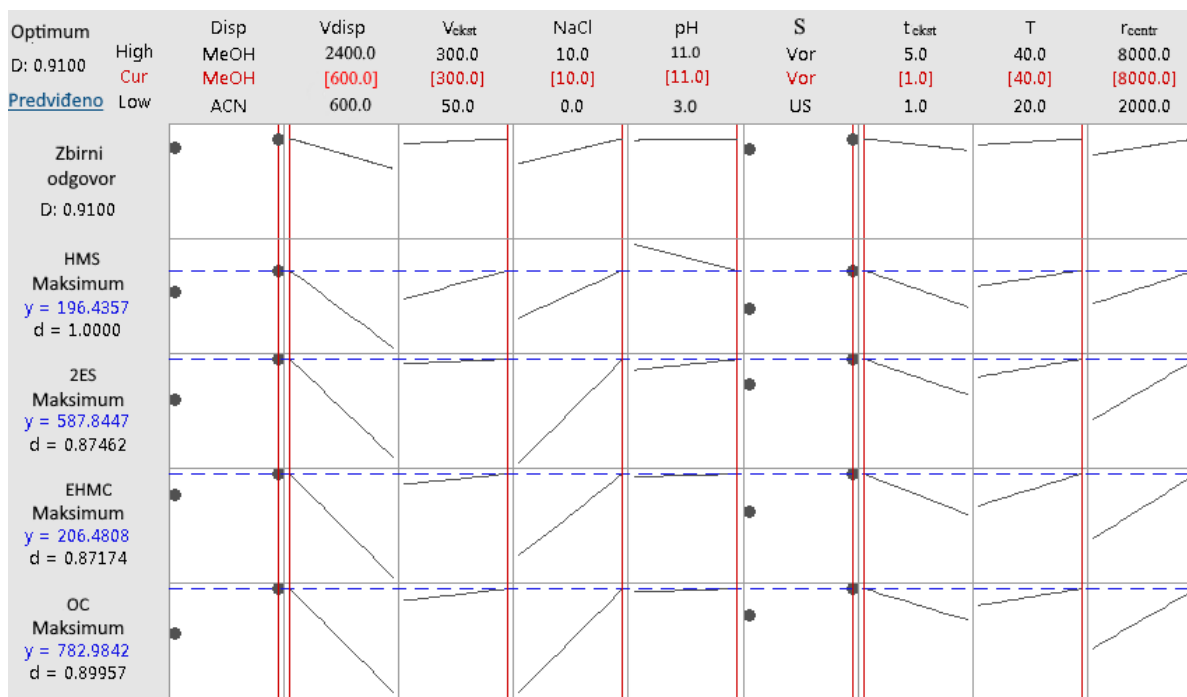 Optimum
D: 0.9100
Predviđeno
High
Cur
Low
Disp Vdisp Vekst NaCl pH S tekst T rcentr
MeOH 2400.0 300.0 10.0 11.0 Vor 5.0 40.0 8000.0
MeOH [600.0] [300.0] [10.0] [11.0] Vor [1.0] [40.0] [8000.0]
ACN 600.0 50.0 0.0 3.0 US 1.0 20.0 2000.0
Zbirni
odgovor
D: 0.9100
HMS
Maksimum
y = 196.4357
d = 1.0000
2ES
Maksimum
y = 587.8447
d = 0.87462
EHMC
Maksimum
y = 206.4808
d = 0.87174
OC
Maksimum
y = 782.9842
d = 0.89957